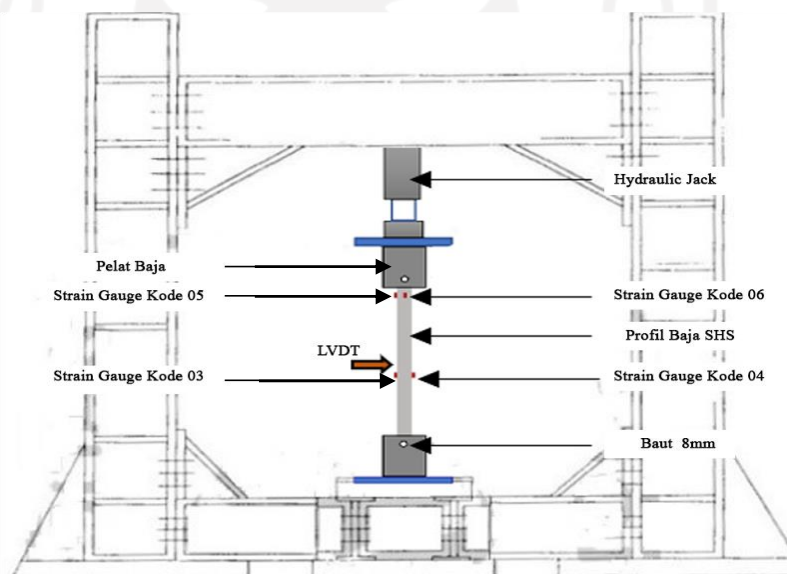 Hydraulic Jack
Pelat Baja
Strain Gauge Kode 05
Strain Gauge Kode 06
Profil Baja SHS
LVDT
Strain Gauge Kode 03
Strain Gauge Kode 04
Baut 8mm